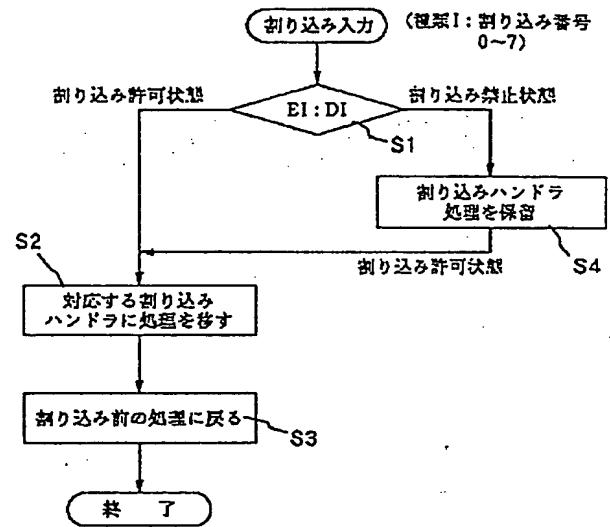 割り込み入力
(種類I:割り込み番号
0~7)
割り込み許可状態
EI:DI
割り込み禁止状態
S1
割り込みハンドラ
処理を保留
S4
割り込み許可状態
S2
対応する割り込み
ハンドラに処理を移す
割り込み前の処理に戻る
S3
終 了